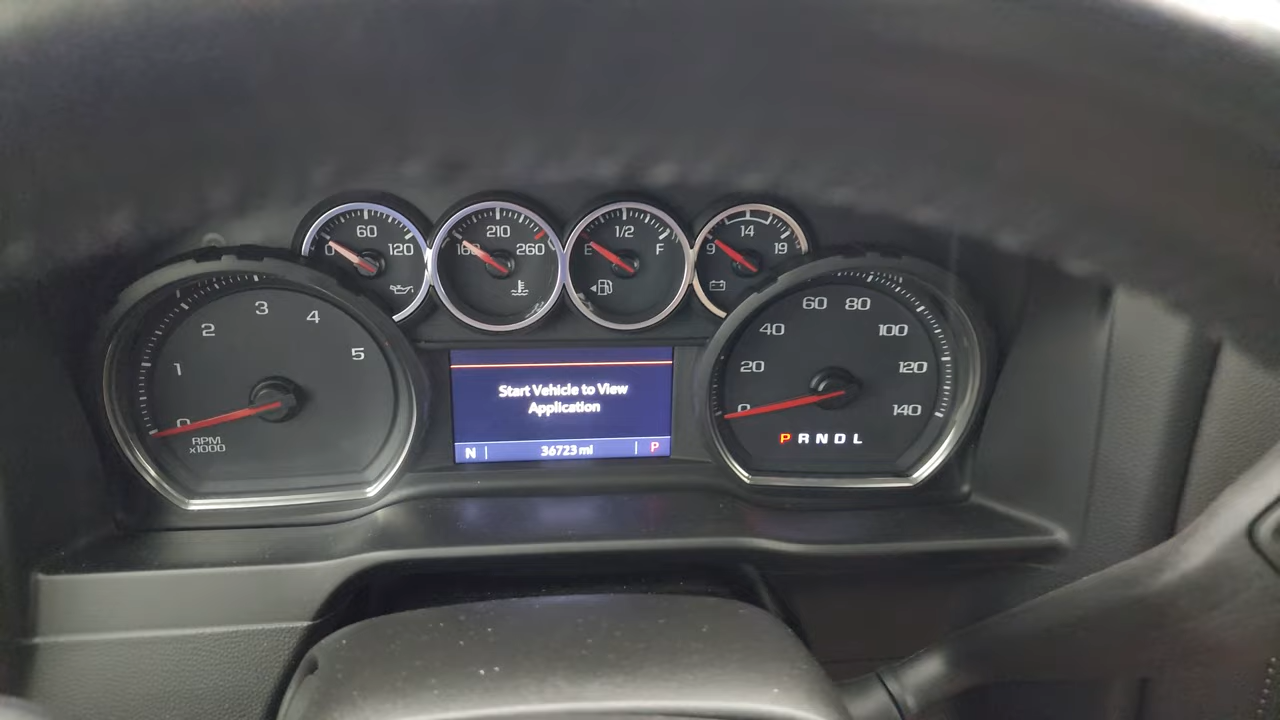 0 60 120
160 210 260
E 1/2 F
9 14 19
0 1 2 3 4 5
RPM
x1000
Start Vehicle to View
Application
N 36723 mi P
0 20 40 60 80 100 120 140
P R N D L